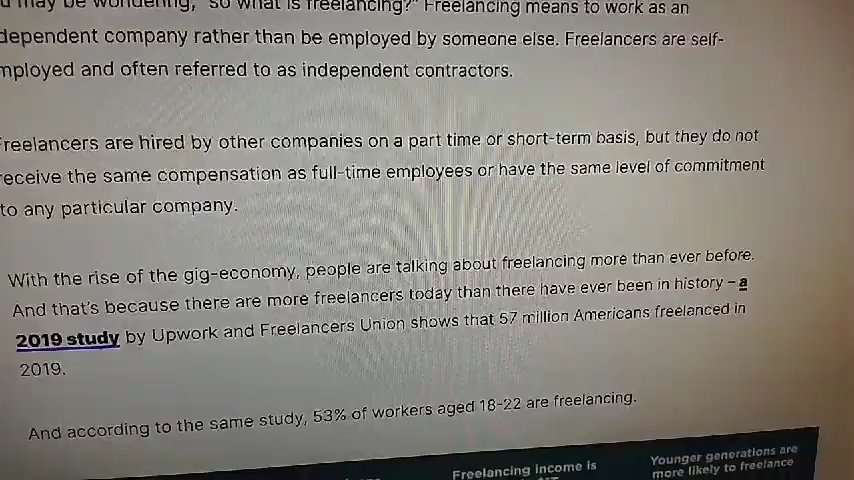 may be wondering, "so what is freelancing?" Freelancing means to work as an
dependent company rather than be employed by someone else. Freelancers are self-
mployed and often referred to as independent contractors.
Freelancers are hired by other companies on a part time or short-term basis, but they do not
receive the same compensation as full-time employees or have the same level of commitment
to any particular company.
With the rise of the gig-economy, people are talking about freelancing more than ever before.
And that's because there are more freelancers today than there have ever been in history – a
2019 study by Upwork and Freelancers Union shows that 57 million Americans freelanced in
2019.
And according to the same study, 53% of workers aged 18-22 are freelancing.
Freelancing income is
Younger generations are
more likely to freelance